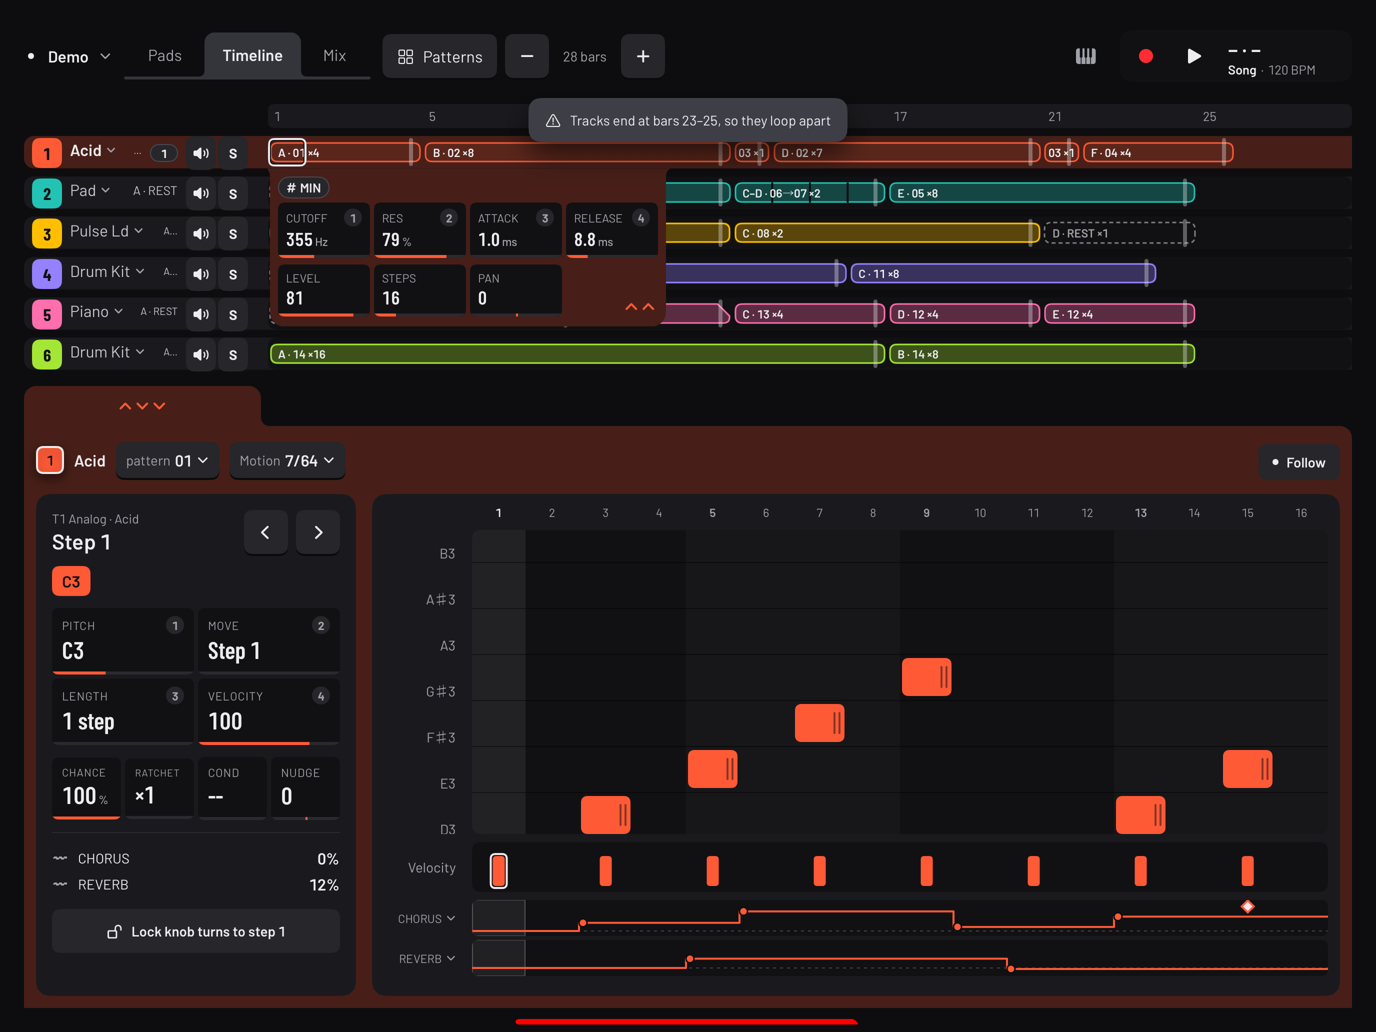 Demo
Pads
Timeline
Mix
Patterns
28 bars
Song · 120 BPM
1 5 17 21 25
Tracks end at bars 23–25, so they loop apart
1 Acid ... 1 S
A · 01 ×4
B · 02 ×8
03 ×1
D · 02 ×7
03 ×1
F · 04 ×4
2 Pad A · REST S
C–D · 06→07 ×2
E · 05 ×8
3 Pulse Ld A... S
C · 08 ×2
D · REST ×1
4 Drum Kit A... S
C · 11 ×8
5 Piano A · REST S
C · 13 ×4
D · 12 ×4
E · 12 ×4
6 Drum Kit A... S
A · 14 ×16
B · 14 ×8
# MIN
CUTOFF 1
355 Hz
RES 2
79 %
ATTACK 3
1.0 ms
RELEASE 4
8.8 ms
LEVEL
81
STEPS
16
PAN
0
1 Acid
pattern 01
Motion 7/64
Follow
T1 Analog · Acid
Step 1
C3
PITCH 1
C3
MOVE 2
Step 1
LENGTH 3
1 step
VELOCITY 4
100
CHANCE
100 %
RATCHET
×1
COND
--
NUDGE
0
CHORUS 0%
REVERB 12%
Lock knob turns to step 1
1 2 3 4 5 6 7 8 9 10 11 12 13 14 15 16
B3
A♯3
A3
G♯3
F♯3
E3
D3
Velocity
CHORUS
REVERB